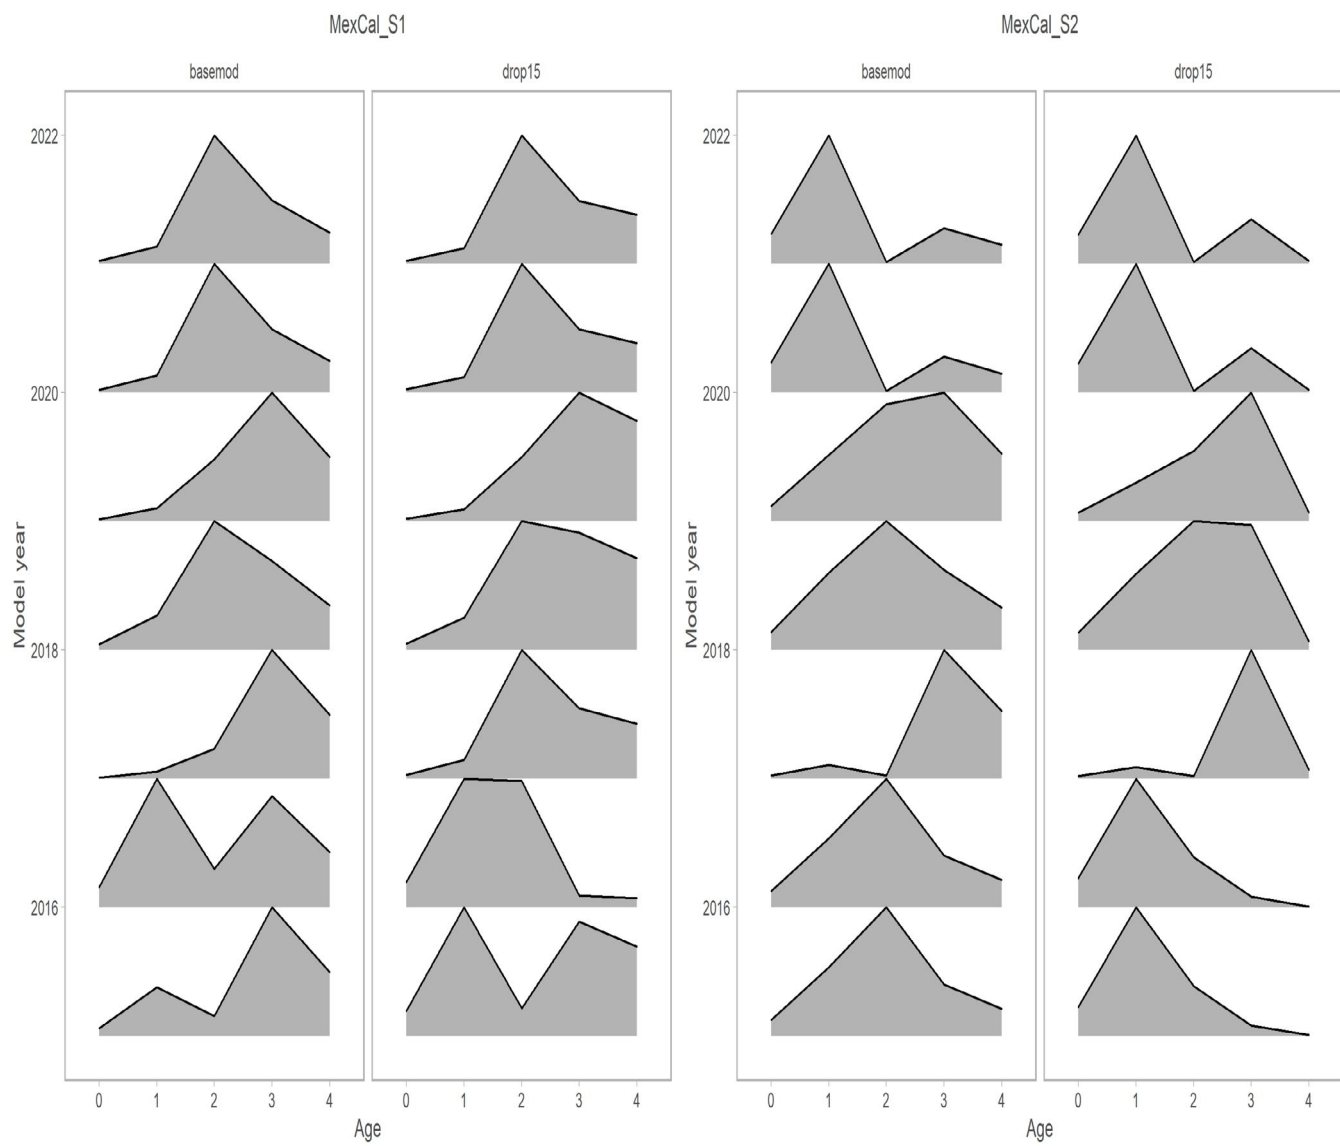 MexCal_S1
basemod
drop15
2022
2020
2018
2016
Model year
0 1 2 3 4 0 1 2 3 4
Age
MexCal_S2
basemod
drop15
2022
2020
2018
2016
Model year
0 1 2 3 4 0 1 2 3 4
Age